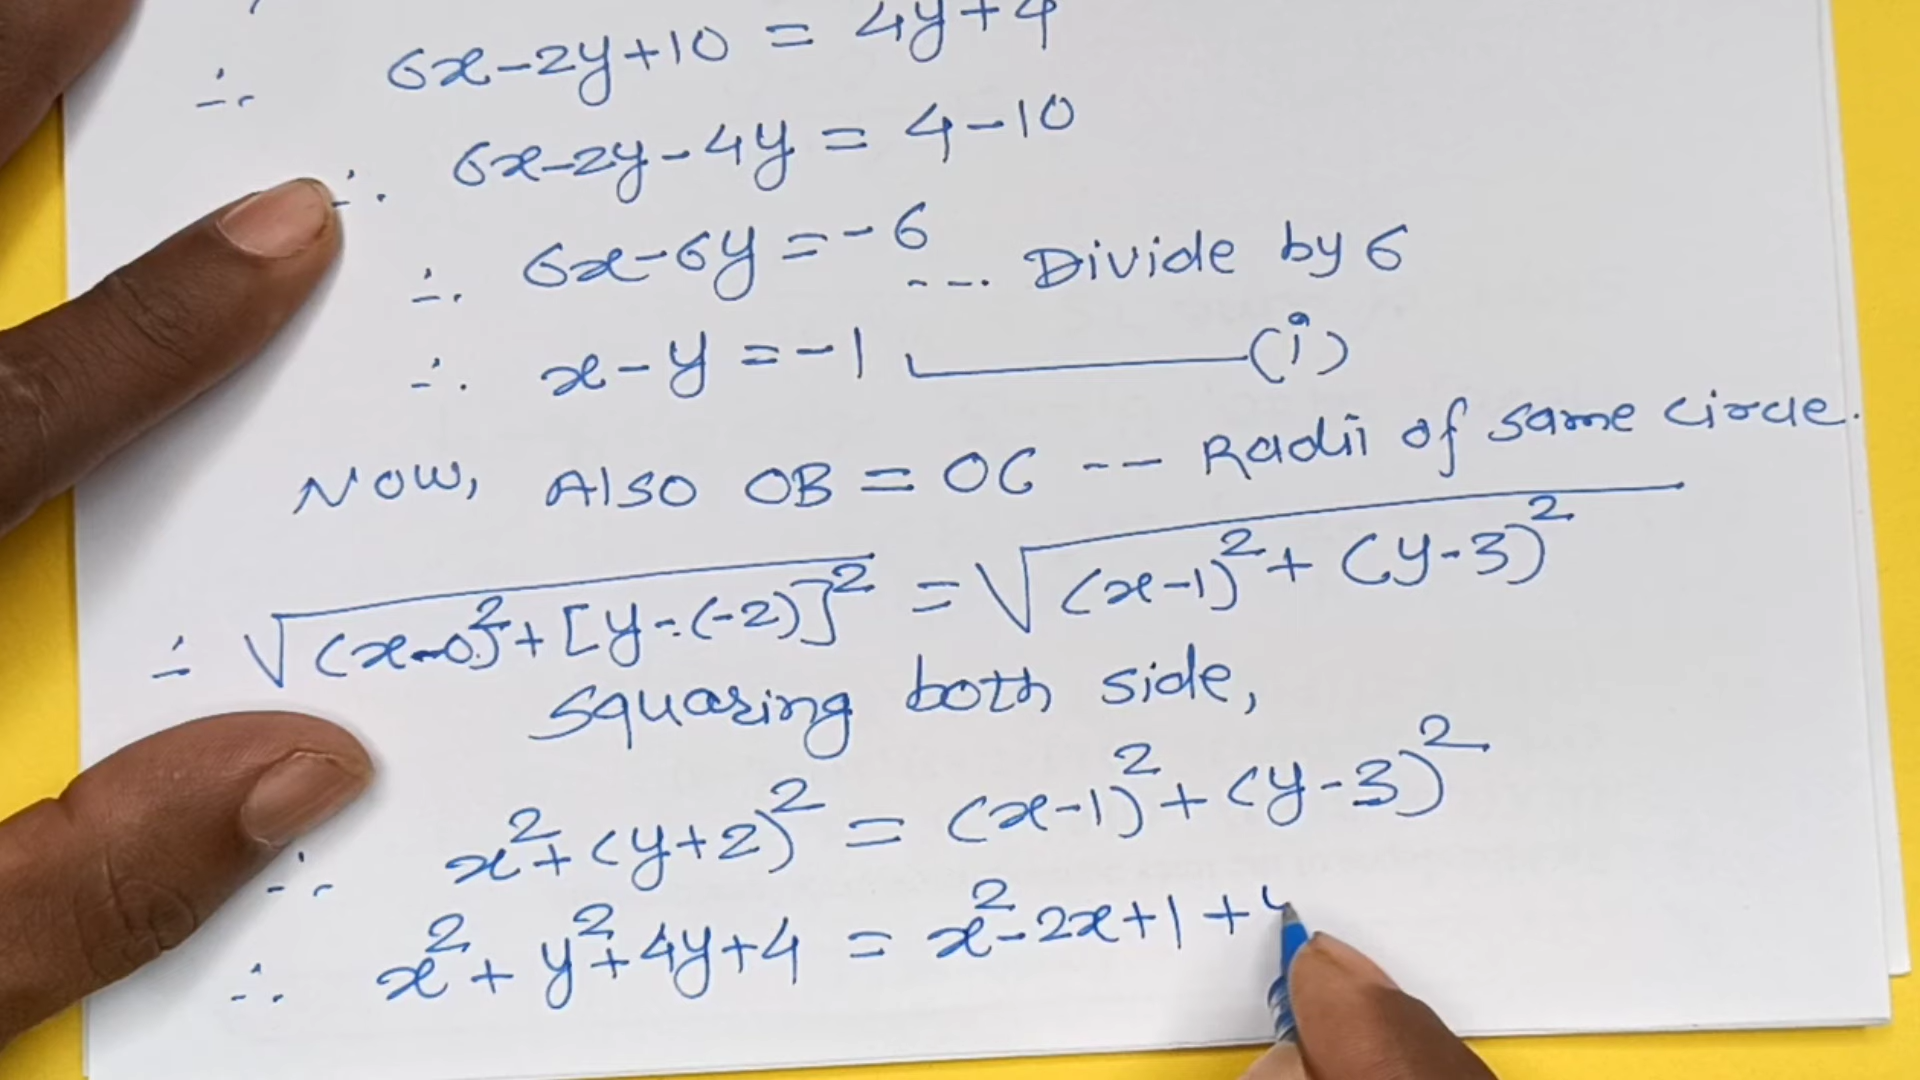 ∴ 6x-2y+10 = 4y+4
∴ 6x-2y-4y = 4-10
∴ 6x-6y = -6 --- Divide by 6
∴ x-y = -1 ——— (i)
Now, Also OB = OC --- Radii of same circle.
∴ √((x-0)²+[y-(-2)]²) = √((x-1)²+(y-3)²)
squaring both side,
∴ x²+(y+2)² = (x-1)²+(y-3)²
∴ x²+y²+4y+4 = x²-2x+1+